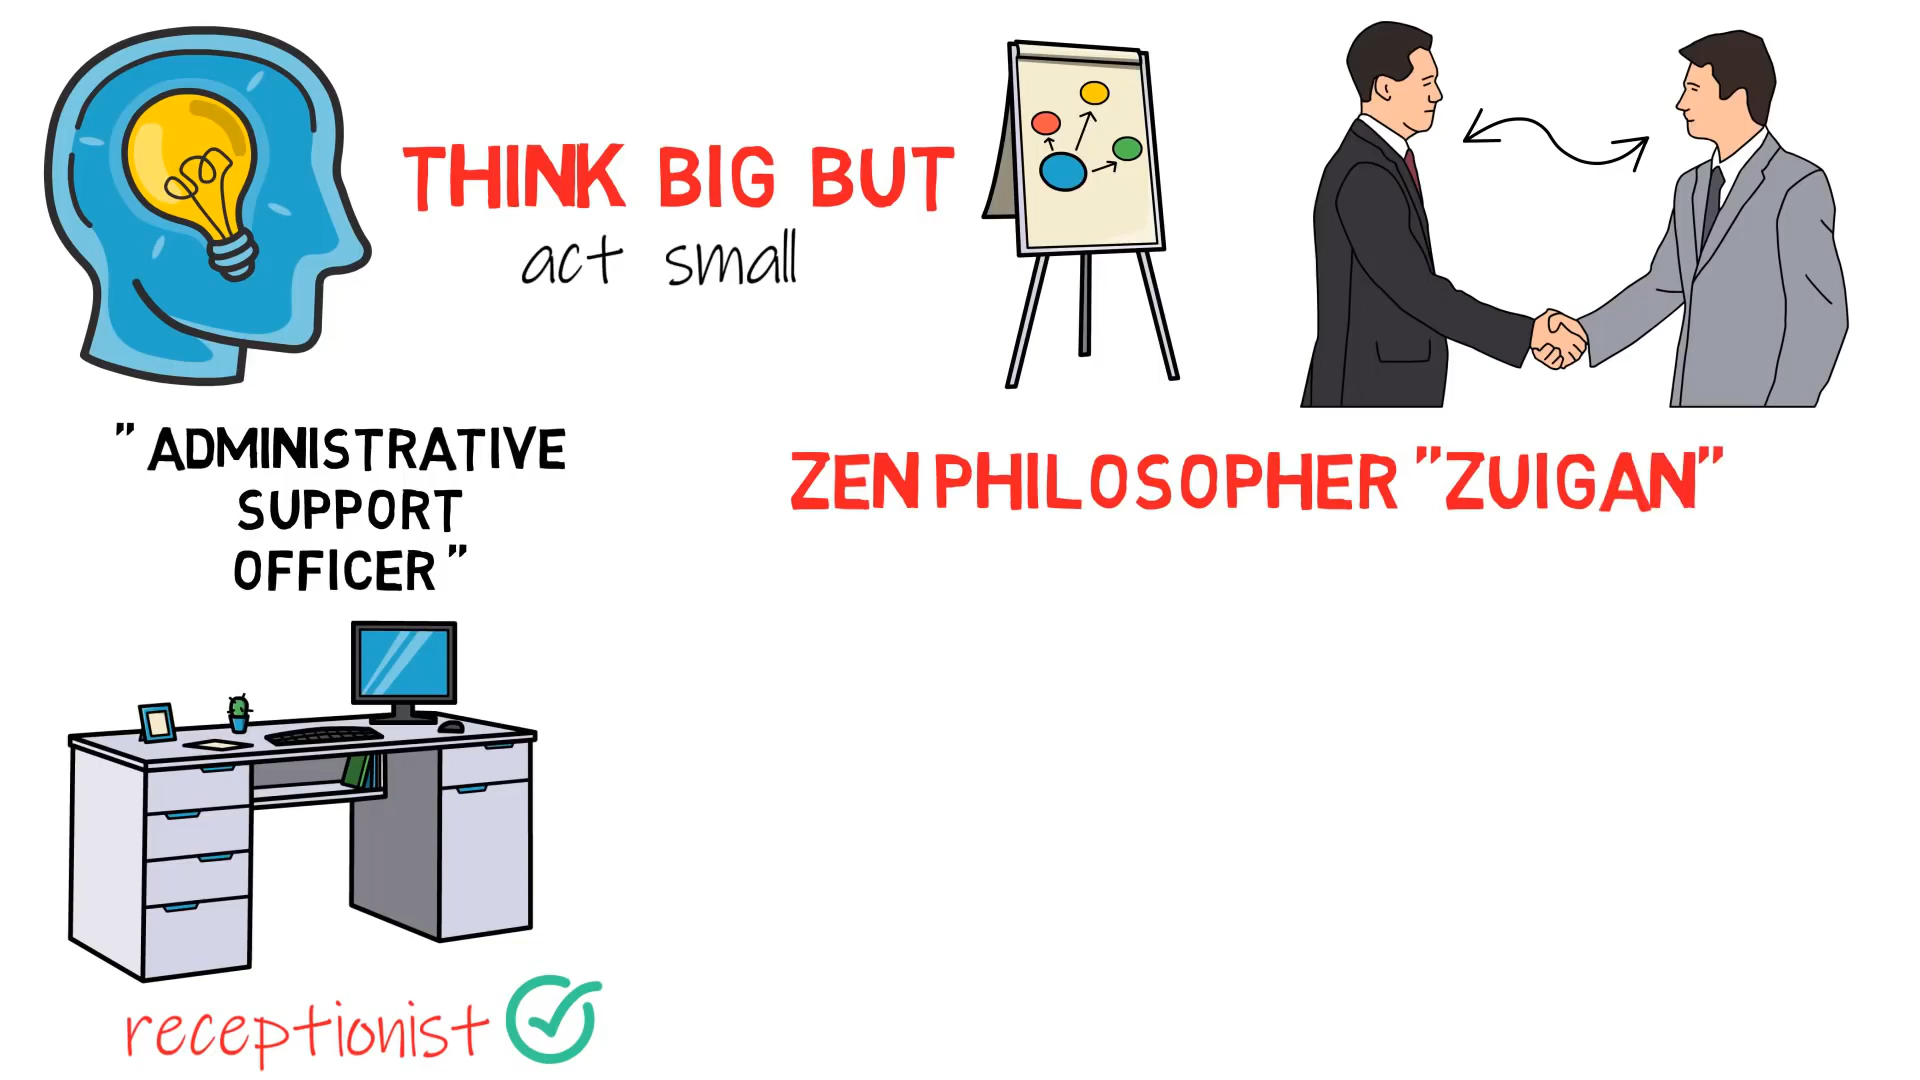 THINK BIG BUT
act small
"ADMINISTRATIVE
SUPPORT
OFFICER"
receptionist
ZEN PHILOSOPHER "ZUIGAN"